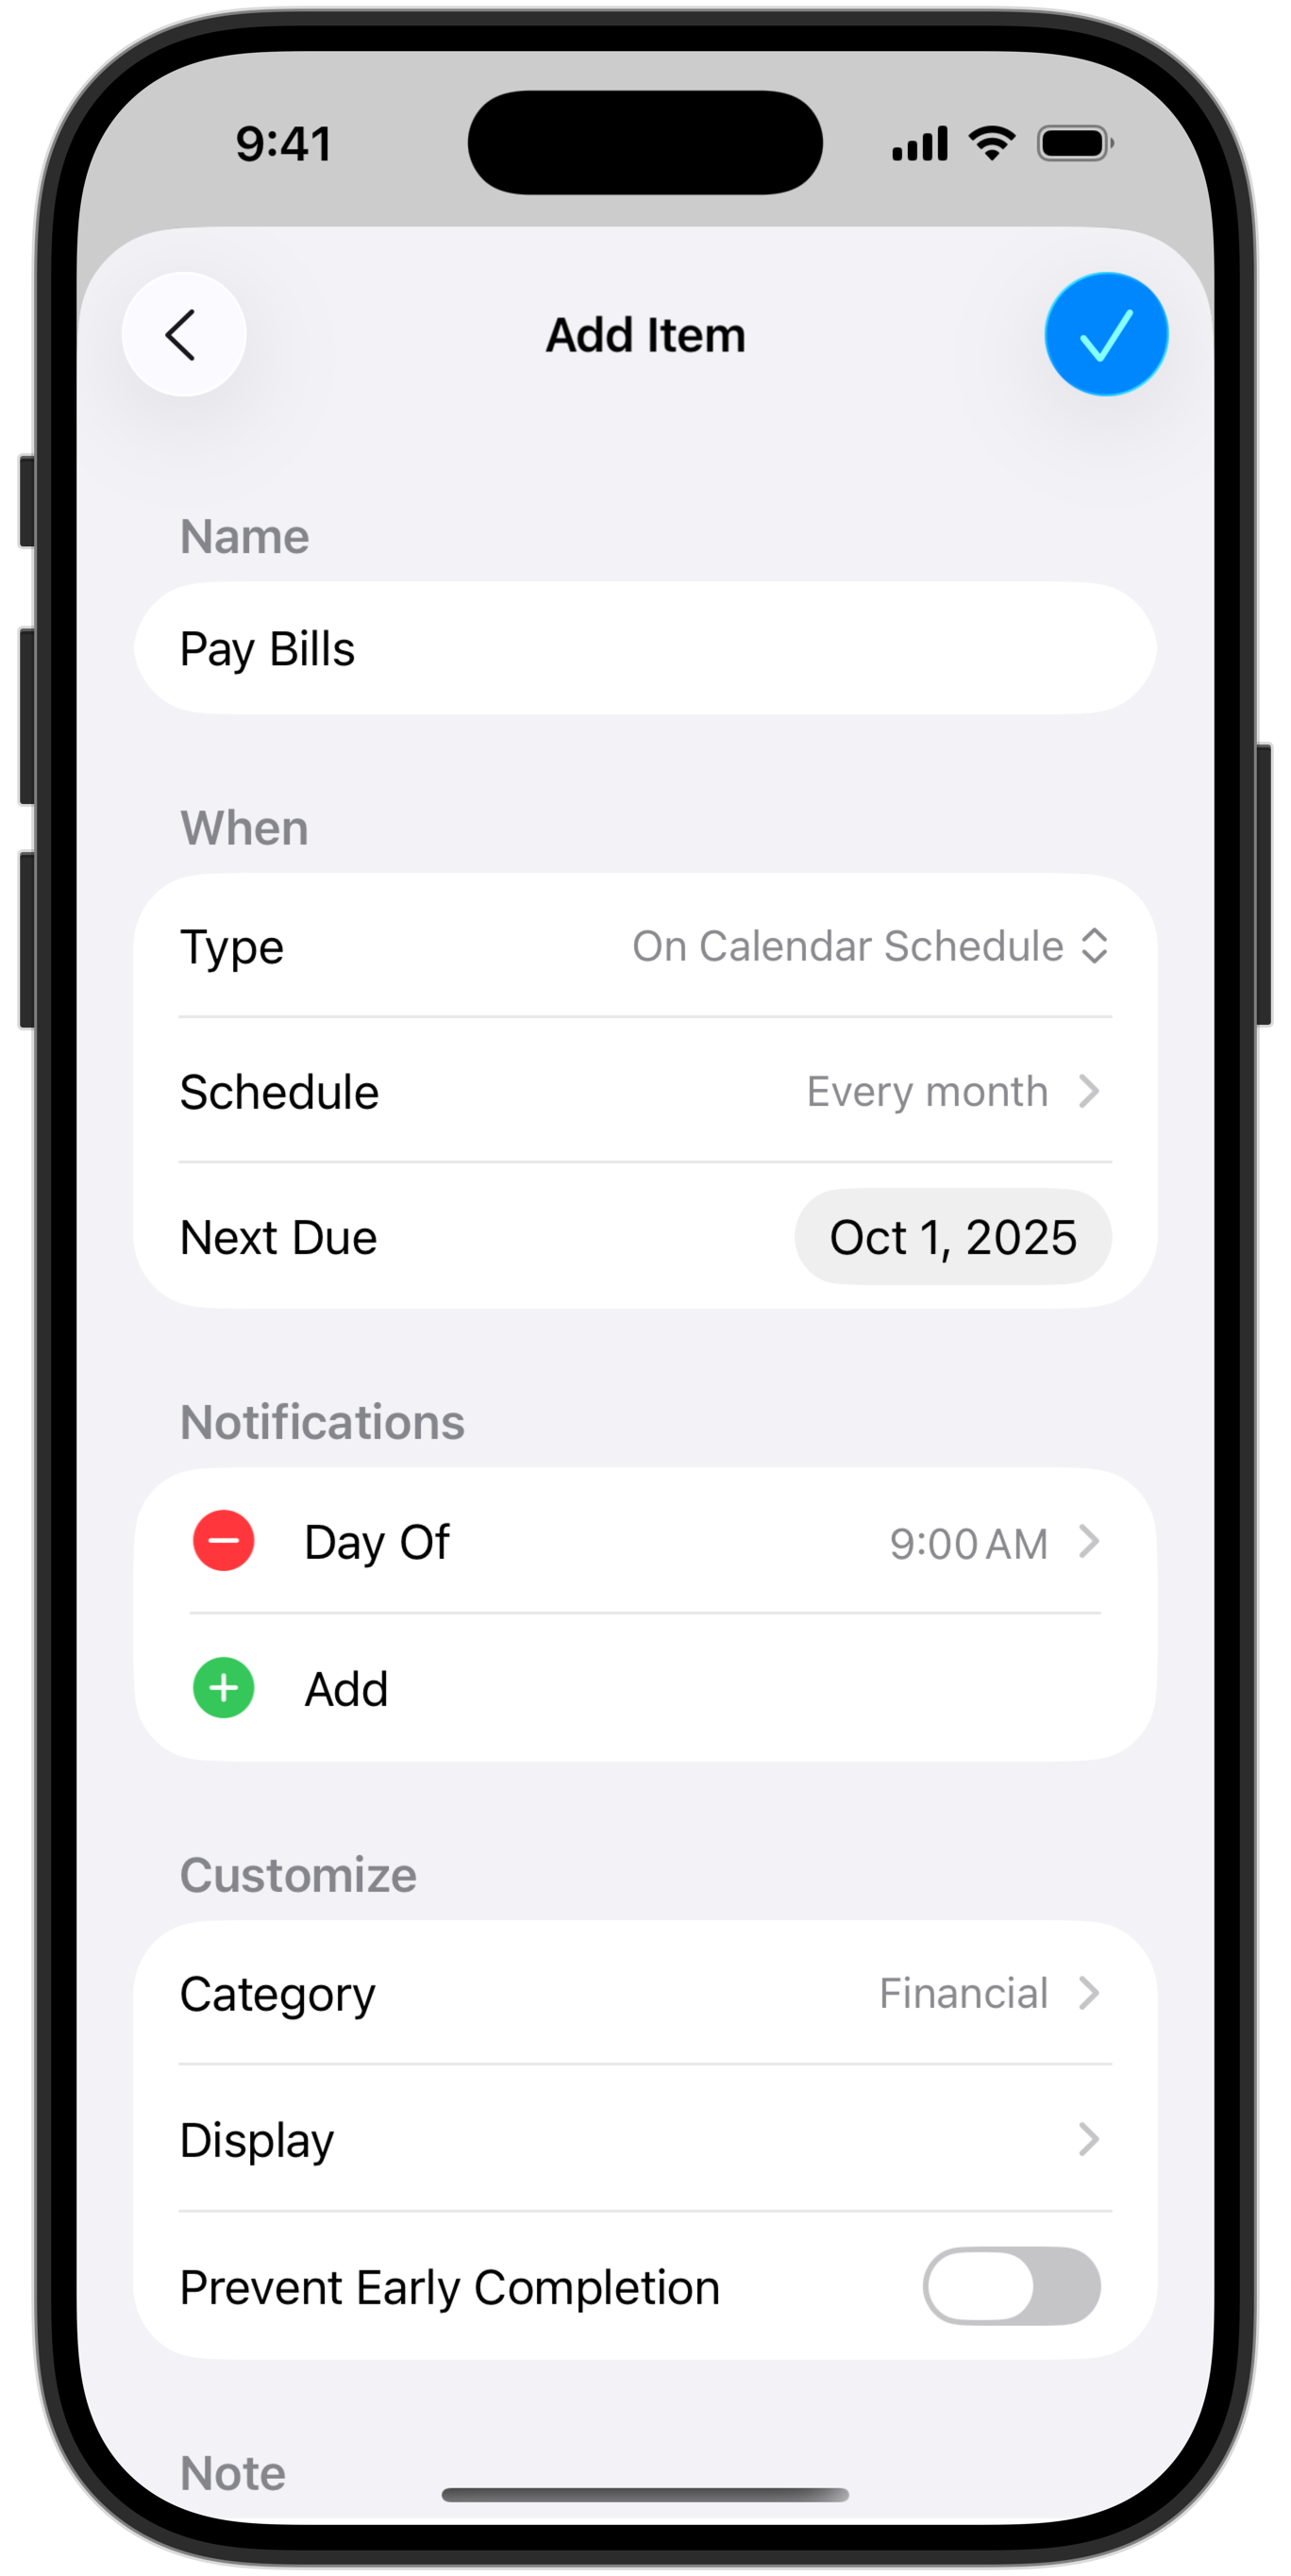 9:41
Add Item
Name
Pay Bills
When
Type On Calendar Schedule
Schedule Every month
Next Due Oct 1, 2025
Notifications
Day Of 9:00 AM
Add
Customize
Category Financial
Display
Prevent Early Completion
Note